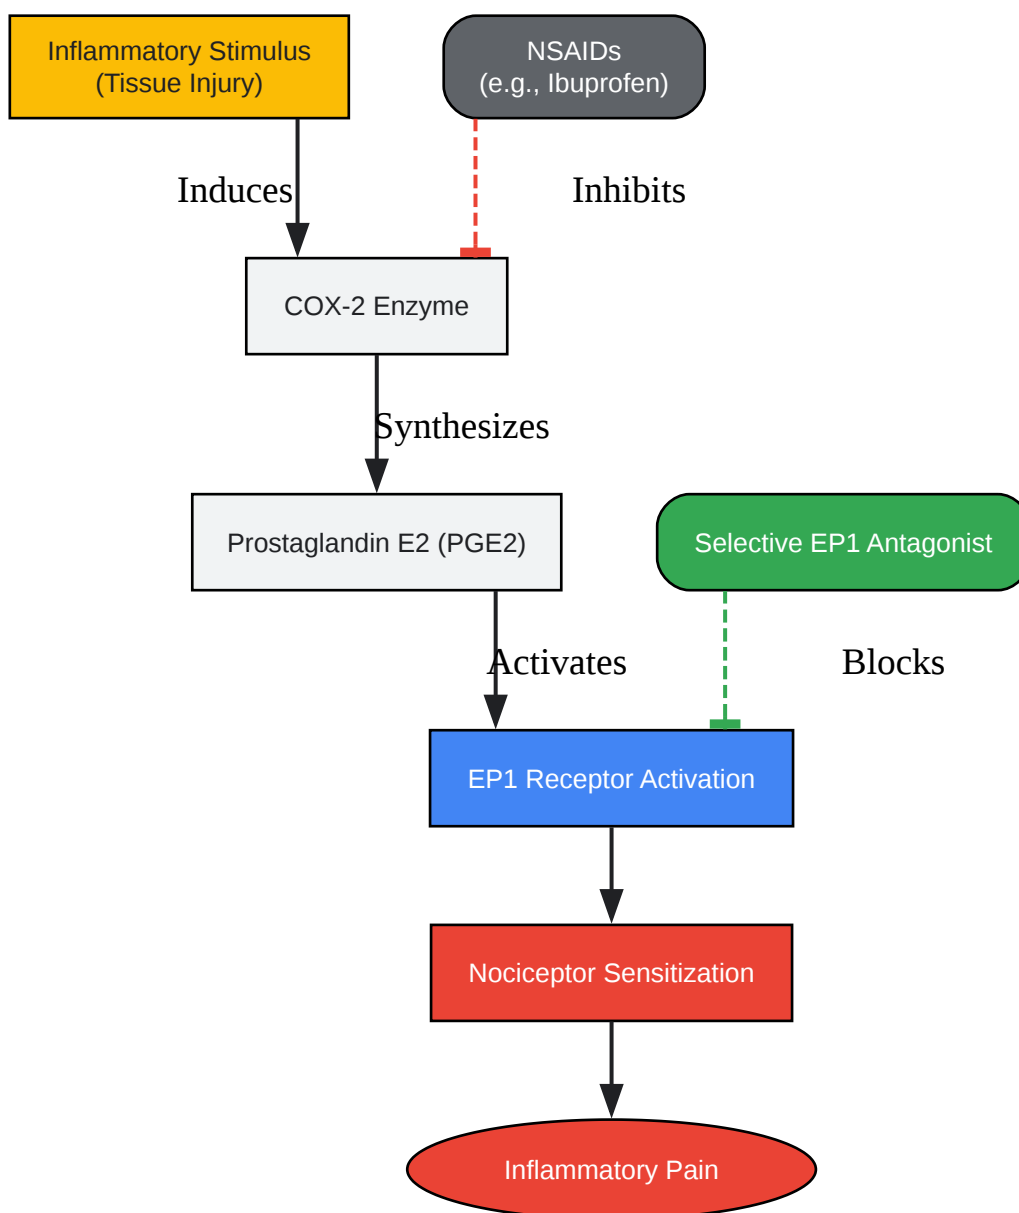 Inflammatory Stimulus
(Tissue Injury)
NSAIDs
(e.g., Ibuprofen)
Induces
Inhibits
COX-2 Enzyme
Synthesizes
Prostaglandin E2 (PGE2)
Selective EP1 Antagonist
Activates
Blocks
EP1 Receptor Activation
Nociceptor Sensitization
Inflammatory Pain